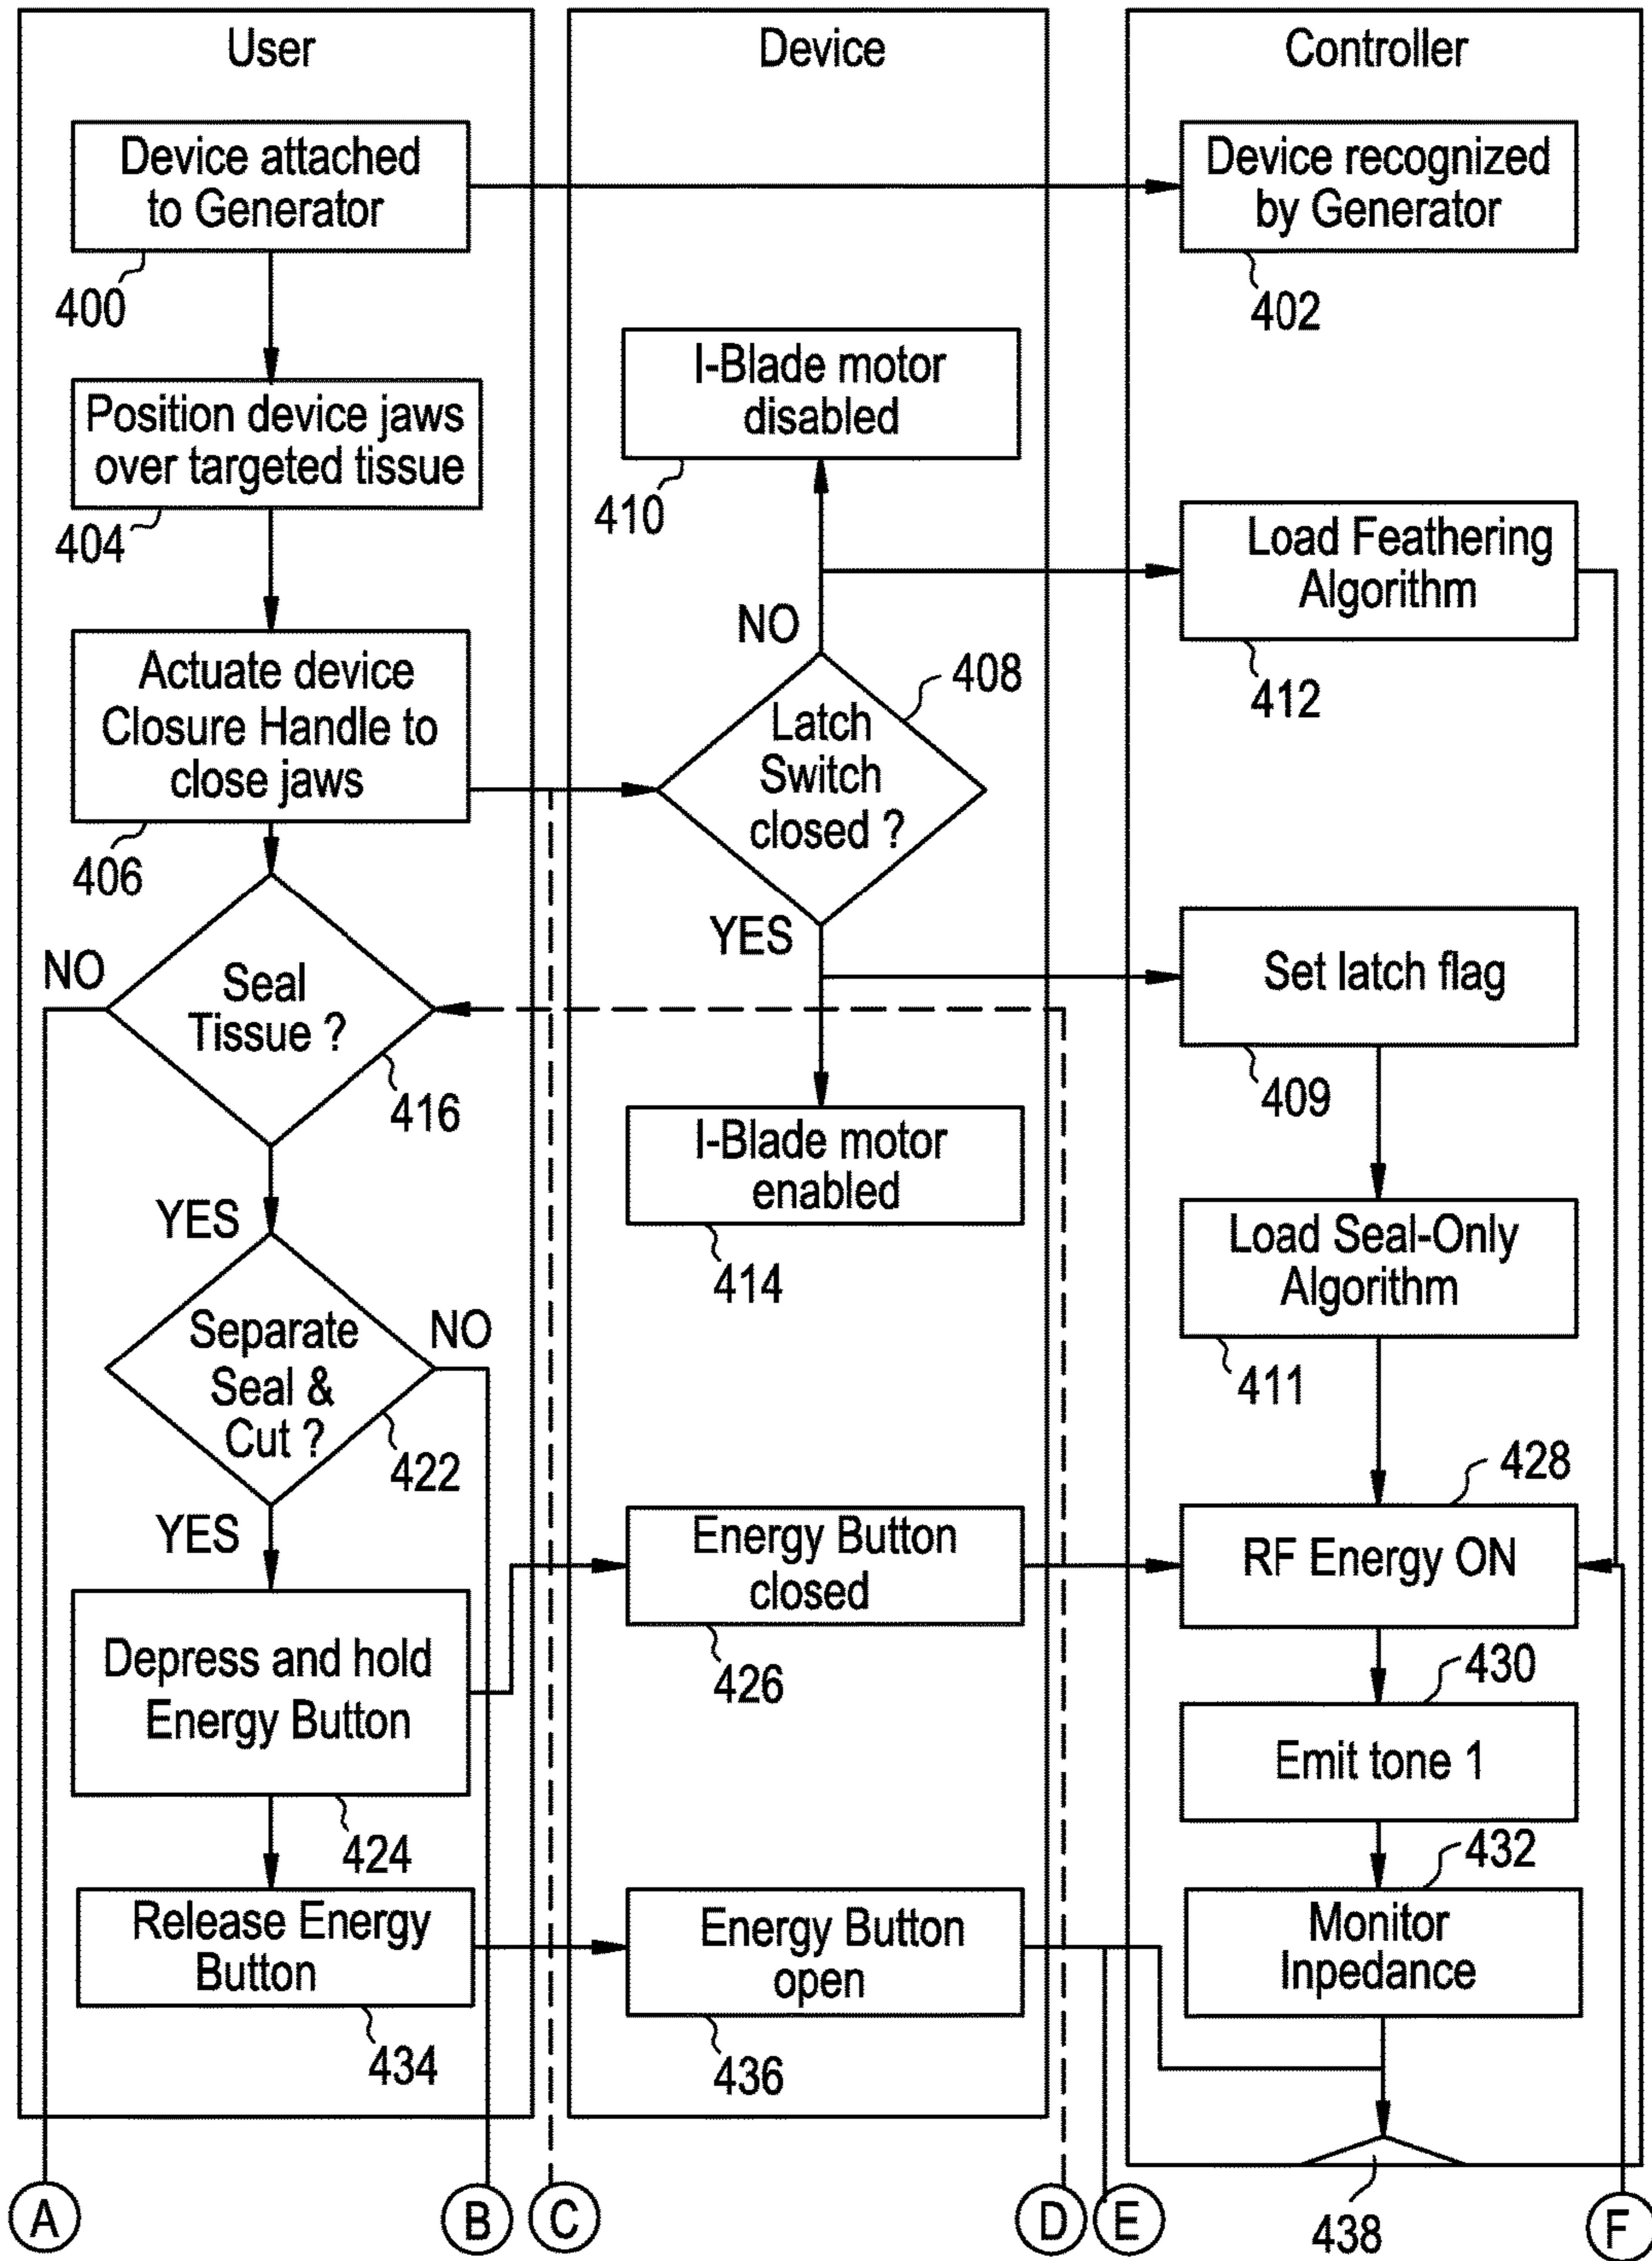 User
Device attached
to Generator
400
Position device jaws
over targeted tissue
404
Actuate device
Closure Handle to
close jaws
406
NO
Seal
Tissue ?
416
YES
Separate
Seal &
Cut ?
NO
422
YES
Depress and hold
Energy Button
424
Release Energy
Button
434
Device
I-Blade motor
disabled
410
NO
408
Latch
Switch
closed ?
YES
I-Blade motor
enabled
414
Energy Button
closed
426
Energy Button
open
436
Controller
Device recognized
by Generator
402
Load Feathering
Algorithm
412
Set latch flag
409
Load Seal-Only
Algorithm
411
428
RF Energy ON
430
Emit tone 1
432
Monitor
Inpedance
438
A
B
C
D
E
F